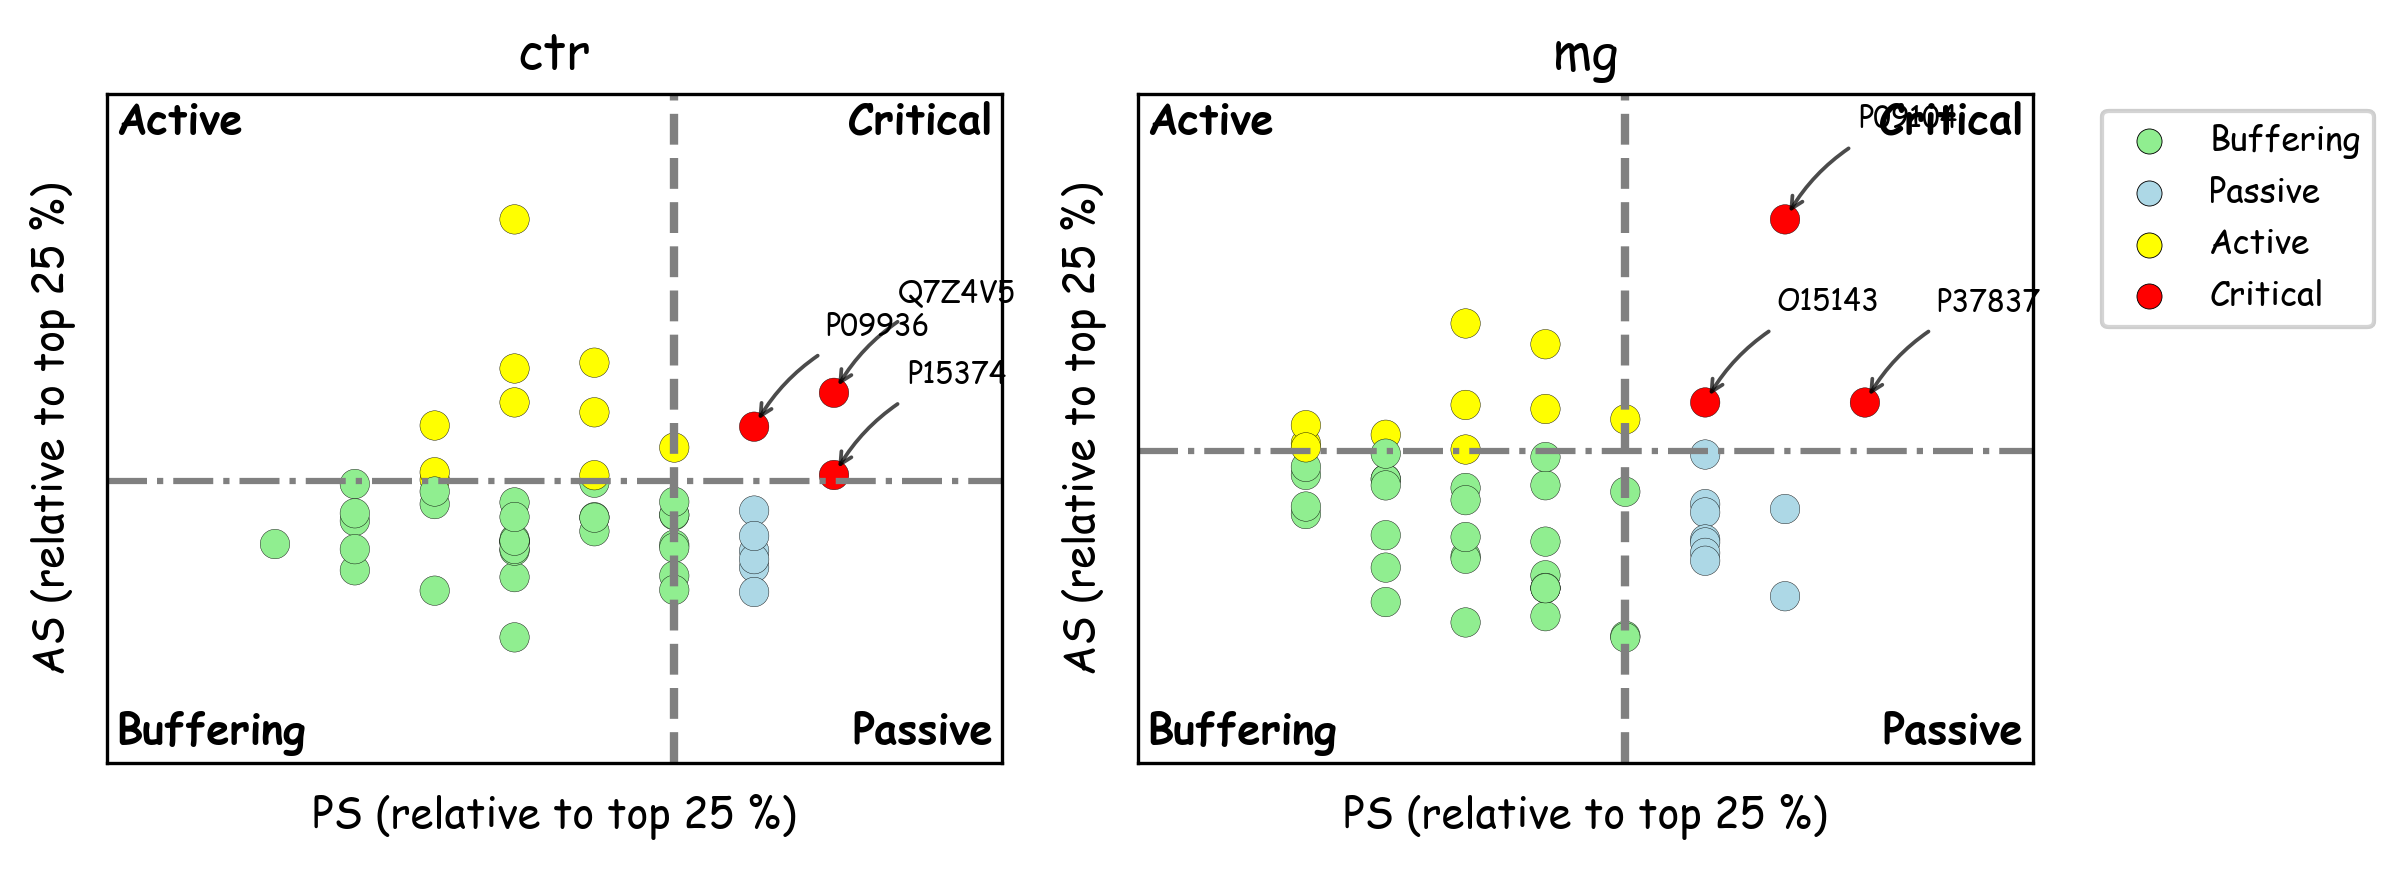 ctr
Active
Critical
Q7Z4V5
P09936
P15374
Buffering
Passive
AS (relative to top 25 %)
PS (relative to top 25 %)
mg
Active
P09104
Critical
O15143
P37837
Buffering
Passive
AS (relative to top 25 %)
PS (relative to top 25 %)
Buffering
Passive
Active
Critical